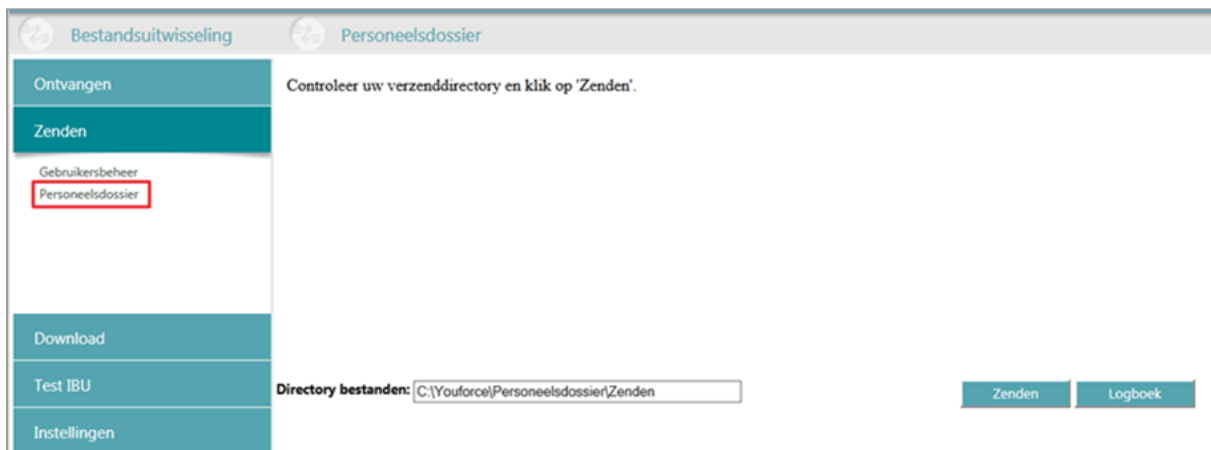 Bestandsuitwisseling
Personeelsdossier
Ontvangen
Zenden
Gebruikersbeheer
Personeelsdossier
Download
Test IBU
Instellingen
Controleer uw verzenddirectory en klik op 'Zenden'.
Directory bestanden: C:\Youforce\Personeelsdossier\Zenden
Zenden
Logboek